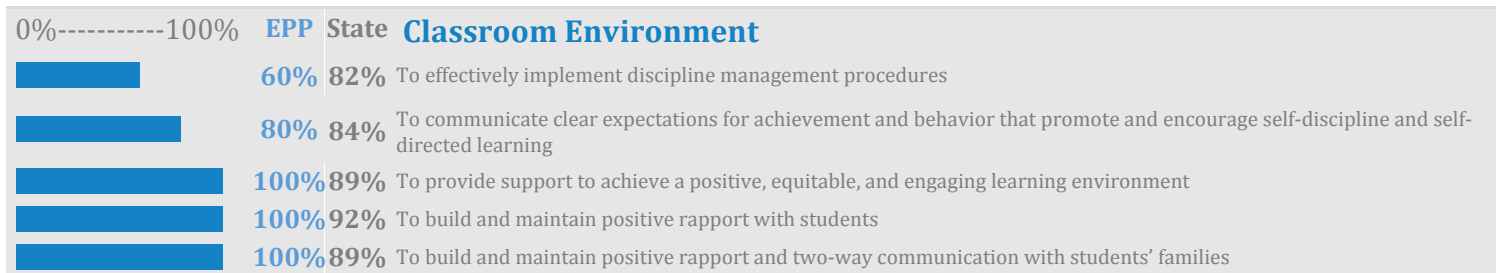 0%-----------100% EPP State Classroom Environment
60% 82% To effectively implement discipline management procedures
80% 84% To communicate clear expectations for achievement and behavior that promote and encourage self-discipline and self-
directed learning
100% 89% To provide support to achieve a positive, equitable, and engaging learning environment
100% 92% To build and maintain positive rapport with students
100% 89% To build and maintain positive rapport and two-way communication with students’ families